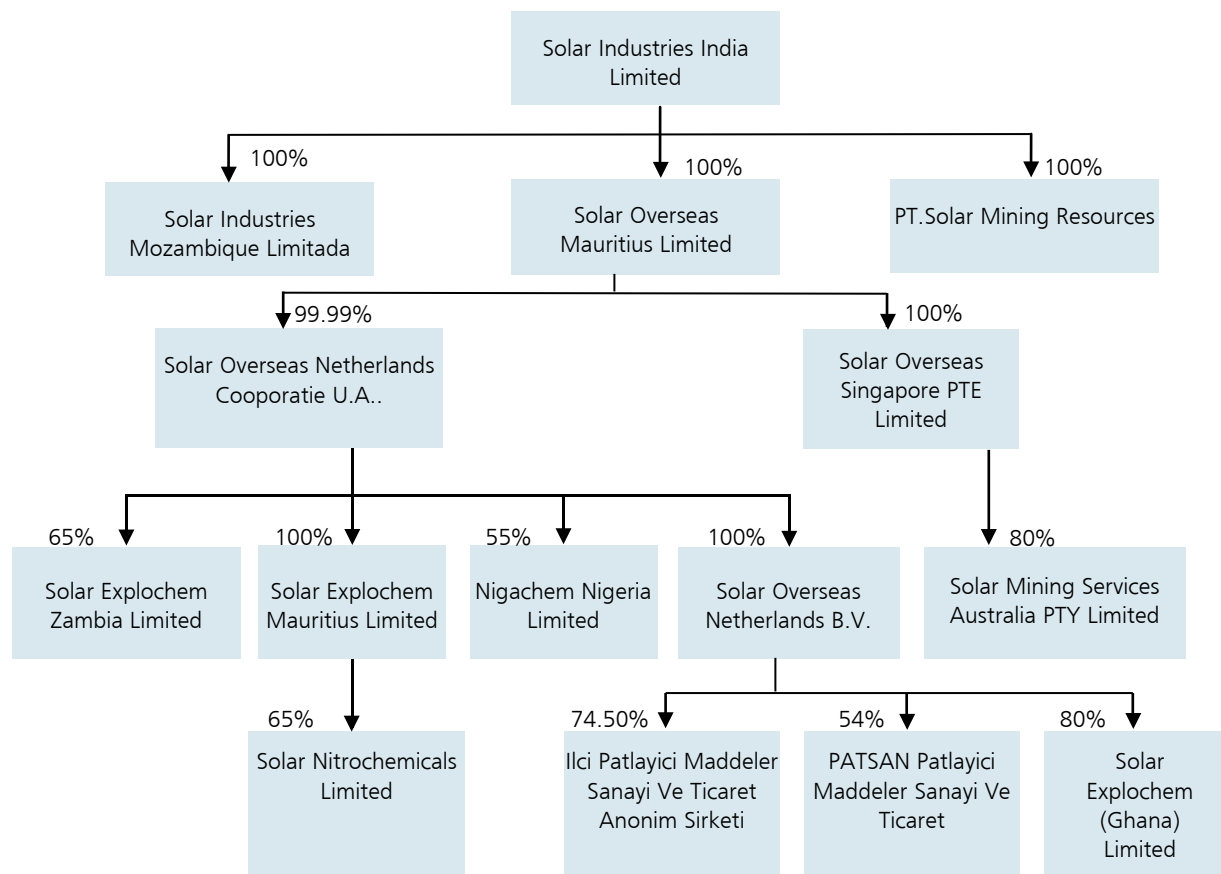 Solar Industries India
Limited
100%
100%
100%
Solar Industries
Mozambique Limitada
Solar Overseas
Mauritius Limited
PT.Solar Mining Resources
99.99%
100%
Solar Overseas Netherlands
Cooporatie U.A..
Solar Overseas
Singapore PTE
Limited
65%
100%
55%
100%
80%
Solar Explochem
Zambia Limited
Solar Explochem
Mauritius Limited
Nigachem Nigeria
Limited
Solar Overseas
Netherlands B.V.
Solar Mining Services
Australia PTY Limited
65%
74.50%
54%
80%
Solar Nitrochemicals
Limited
Ilci Patlayici Maddeler
Sanayi Ve Ticaret
Anonim Sirketi
PATSAN Patlayici
Maddeler Sanayi Ve
Ticaret
Solar
Explochem
(Ghana)
Limited